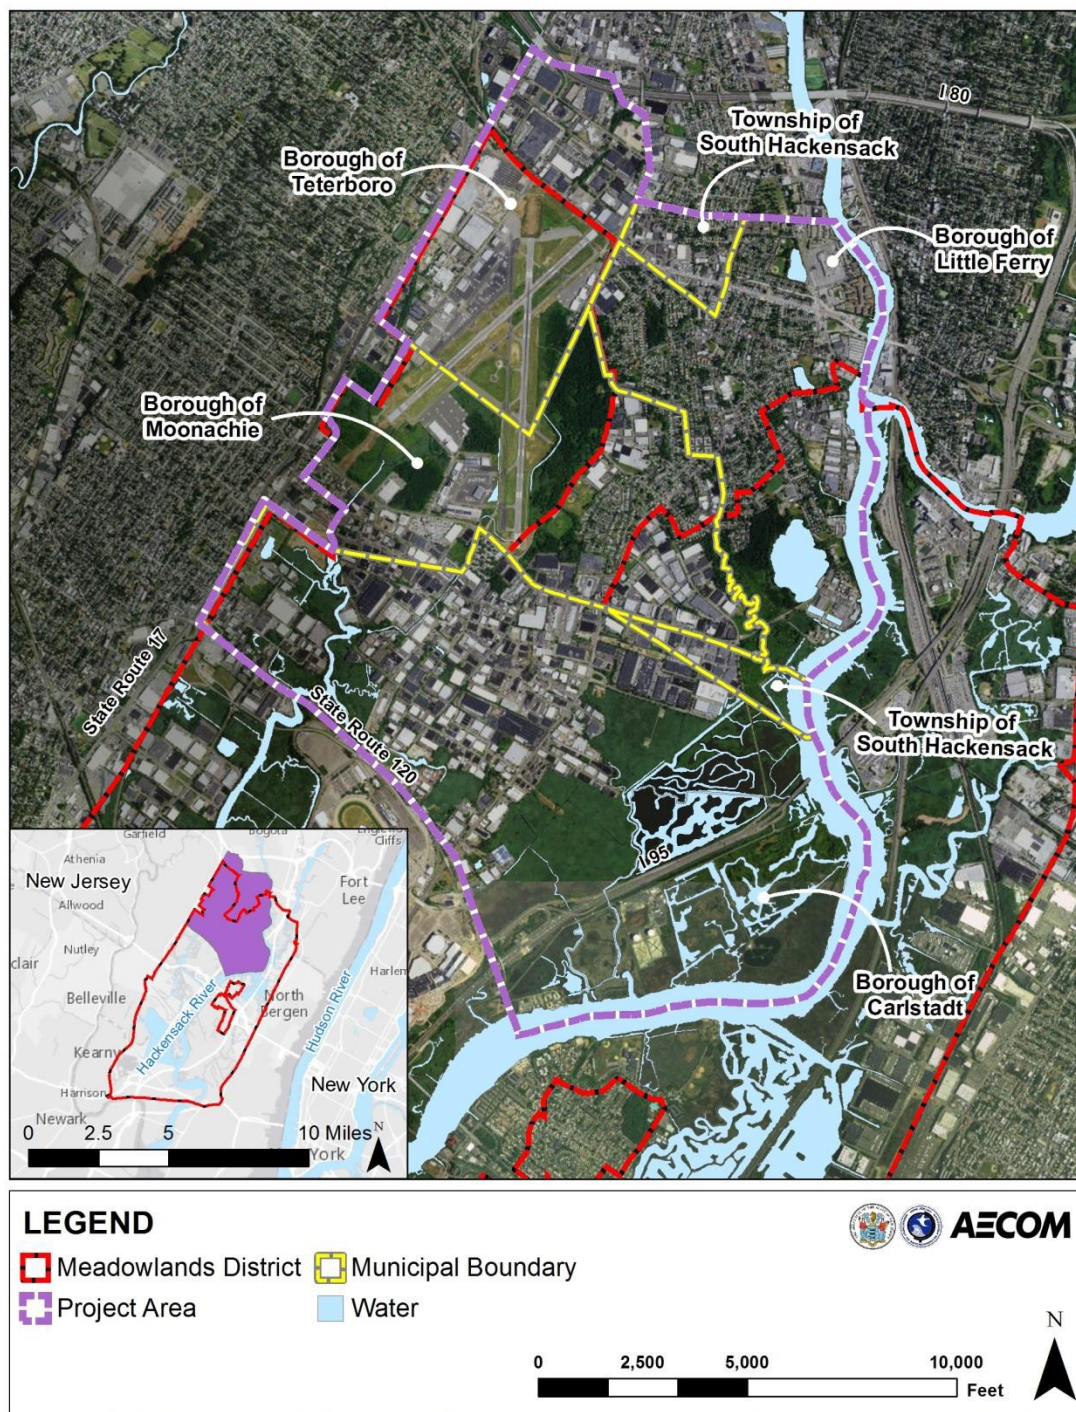 I 80
Township of
South Hackensack
Borough of
Teterboro
Borough of
Little Ferry
Borough of
Moonachie
State Route 17
State Route 120
Township of
South Hackensack
I 95
Borough of
Carlstadt
Garfield
Bogota
Cliffs
Athenia
New Jersey
Fort
Lee
Allwood
Nutley
clair
Harlem
Belleville
North
Bergen
Hackensack River
Hudson River
Kearny
New York
Harrison
Newark
0 2.5 5 10 Miles
N
York
LEGEND
AECOM
Meadowlands District
Municipal Boundary
Project Area
Water
N
0 2,500 5,000 10,000
Feet